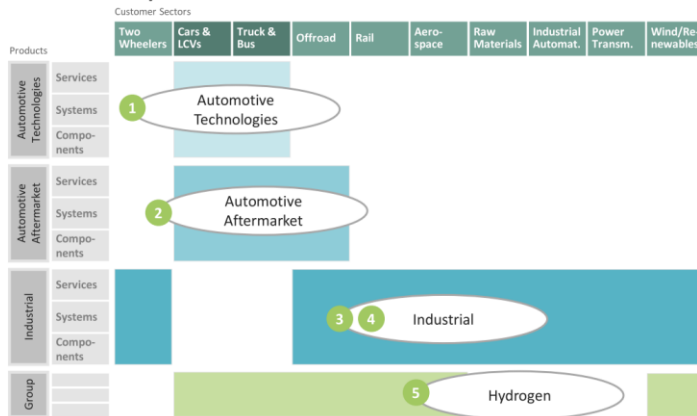 Customer Sectors
Products
Two
Wheelers
Cars &
LCVs
Truck &
Bus
Offroad
Rail
Aero-
space
Raw
Materials
Industrial
Automat.
Power
Transm.
Wind/Re-
newables
Automotive
Technologies
Services
Systems
Compo-
nents
1
Automotive
Technologies
Automotive
Aftermarket
Services
Systems
Compo-
nents
2
Automotive
Aftermarket
Industrial
Services
Systems
Compo-
nents
3
4
Industrial
Group
5
Hydrogen